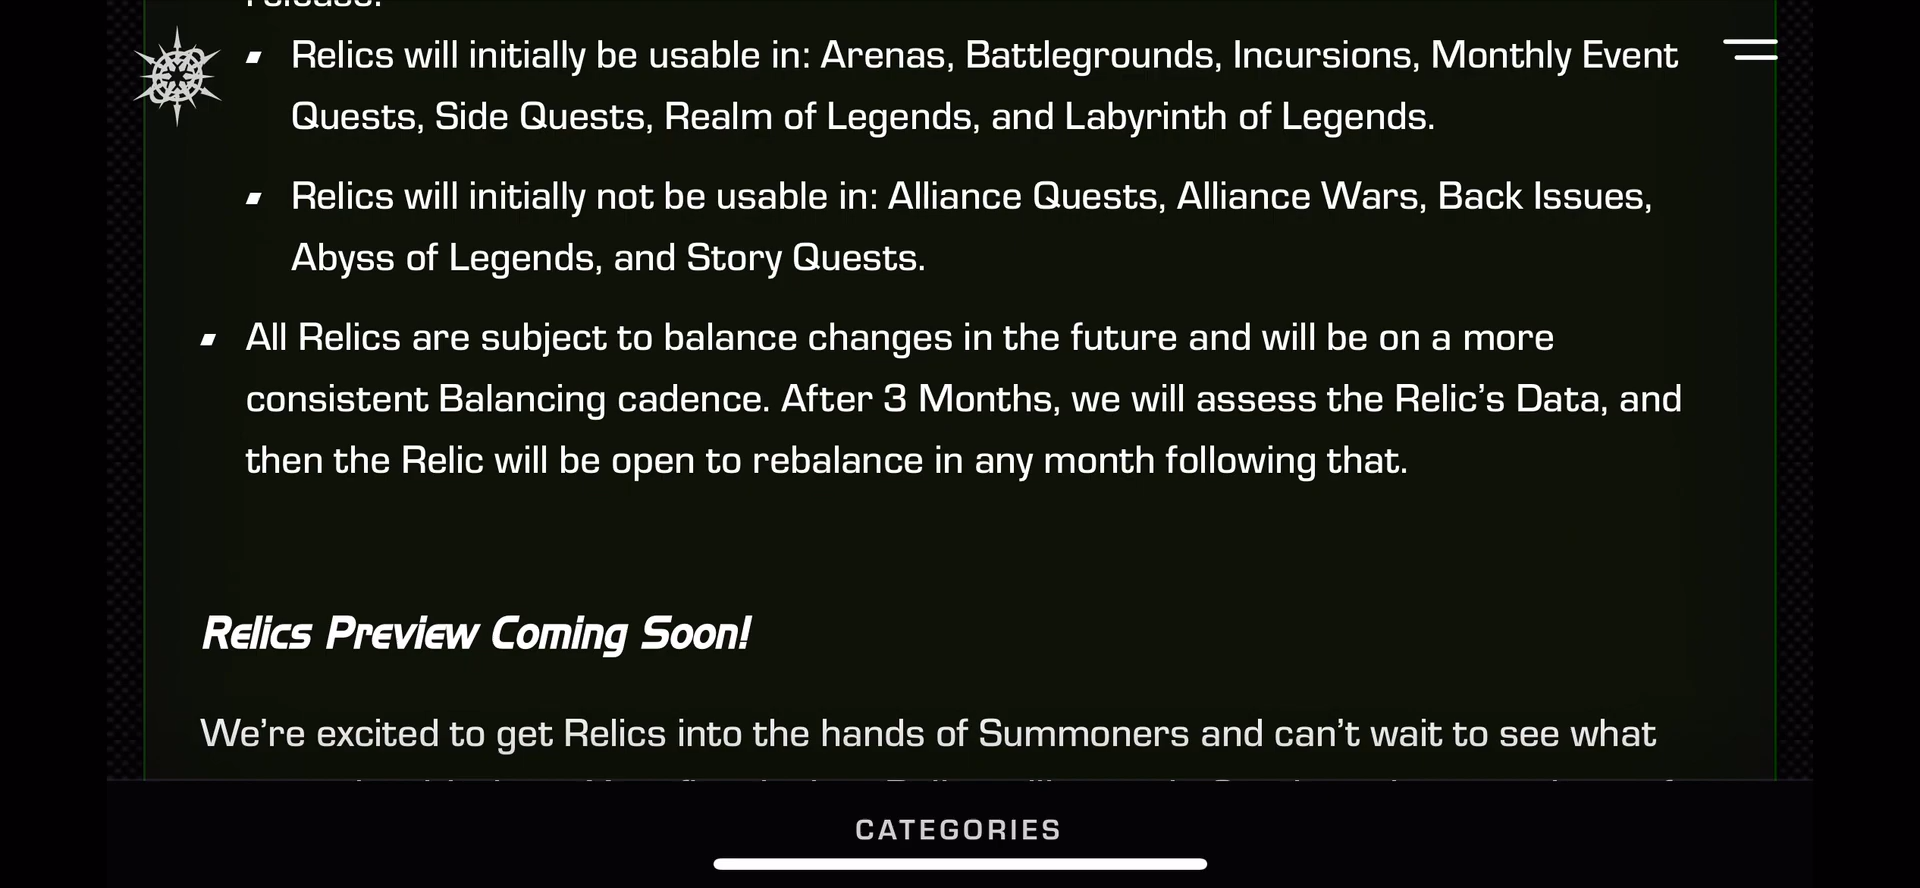 release.
Relics will initially be usable in: Arenas, Battlegrounds, Incursions, Monthly Event
Quests, Side Quests, Realm of Legends, and Labyrinth of Legends.
Relics will initially not be usable in: Alliance Quests, Alliance Wars, Back Issues,
Abyss of Legends, and Story Quests.
All Relics are subject to balance changes in the future and will be on a more
consistent Balancing cadence. After 3 Months, we will assess the Relic’s Data, and
then the Relic will be open to rebalance in any month following that.
Relics Preview Coming Soon!
We’re excited to get Relics into the hands of Summoners and can’t wait to see what
CATEGORIES